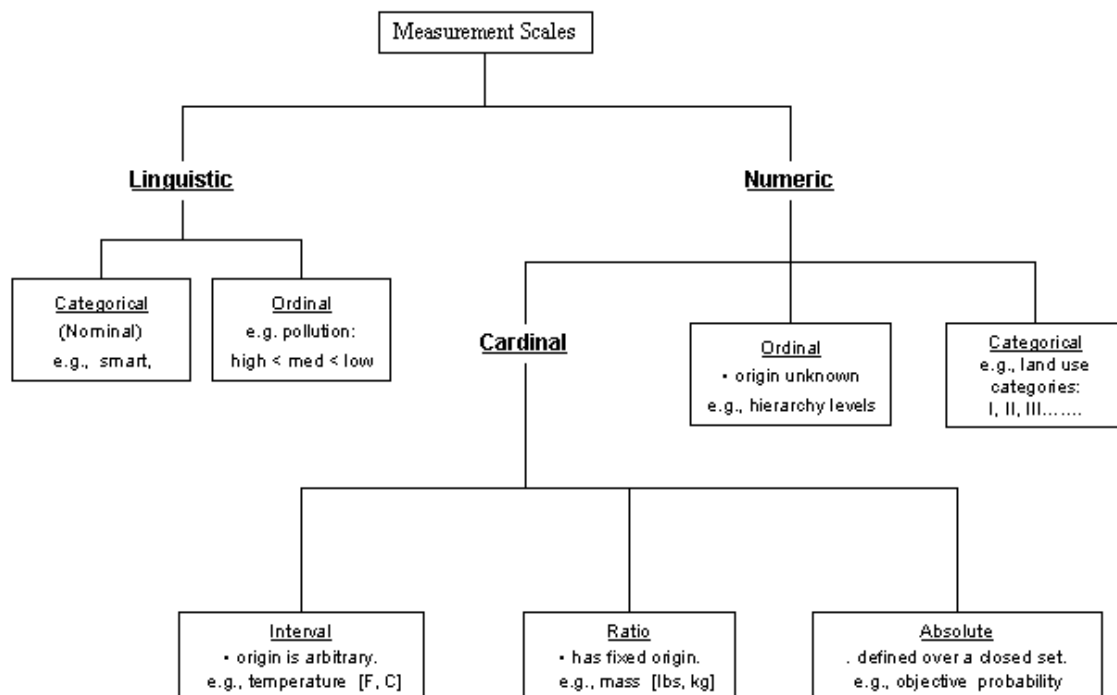 Measurement Scales
Linguistic
Numeric
Categorical
(Nominal)
e.g., smart,
Ordinal
e.g. pollution:
high < med < low
Cardinal
Ordinal
• origin unknown
e.g., hierarchy levels
Categorical
e.g., land use
categories:
I, II, III.......
Interval
• origin is arbitrary.
e.g., temperature [F, C]
Ratio
• has fixed origin.
e.g., mass [lbs, kg]
Absolute
. defined over a closed set.
e.g., objective probability